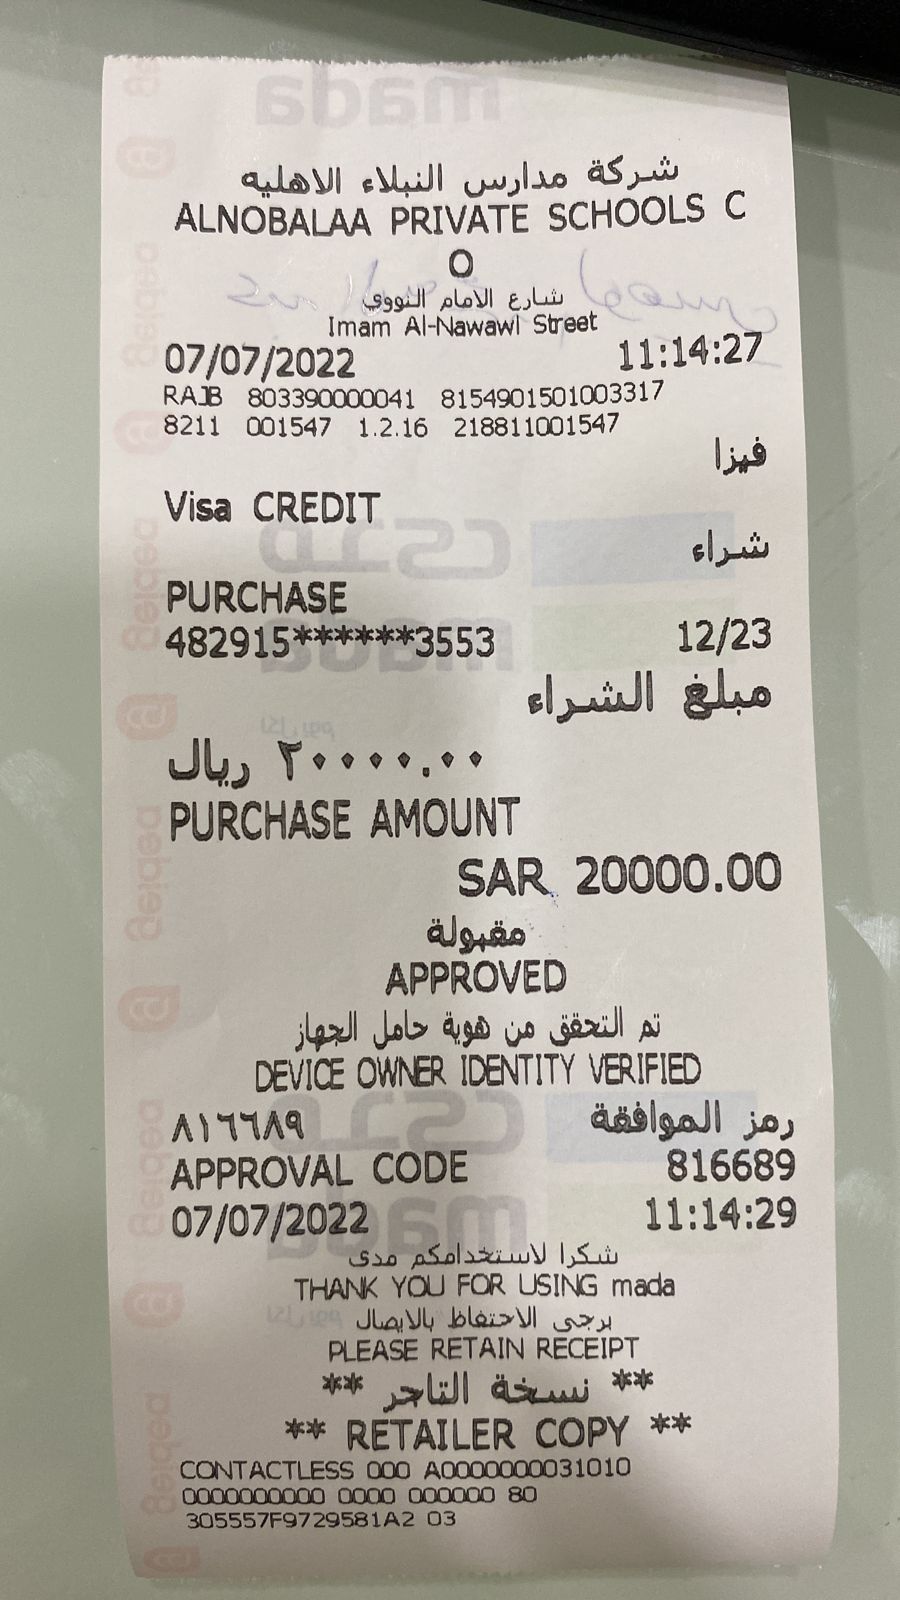 شركة مدارس النبلاء الاهليه
ALNOBALAA PRIVATE SCHOOLS C
O
شارع الامام النووي
Imam Al-Nawawl Street
07/07/2022 11:14:27
RAJB 803390000041 8154901501003317
8211 001547 1.2.16 218811001547
فيزا
Visa CREDIT
شراء
PURCHASE
482915******3553 12/23
مبلغ الشراء
٢٠٠٠٠.٠٠ ريال
PURCHASE AMOUNT
SAR 20000.00
مقبولة
APPROVED
تم التحقق من هوية حامل الجهاز
DEVICE OWNER IDENTITY VERIFIED
رمز الموافقة ٨١٦٦٨٩
APPROVAL CODE 816689
07/07/2022 11:14:29
شكرا لاستخدامكم مدى
THANK YOU FOR USING mada
يرجى الاحتفاظ بالايصال
PLEASE RETAIN RECEIPT
** نسخة التاجر **
** RETAILER COPY **
CONTACTLESS 000 A0000000031010
0000000000 0000 000000 80
305557F9729581A2 03